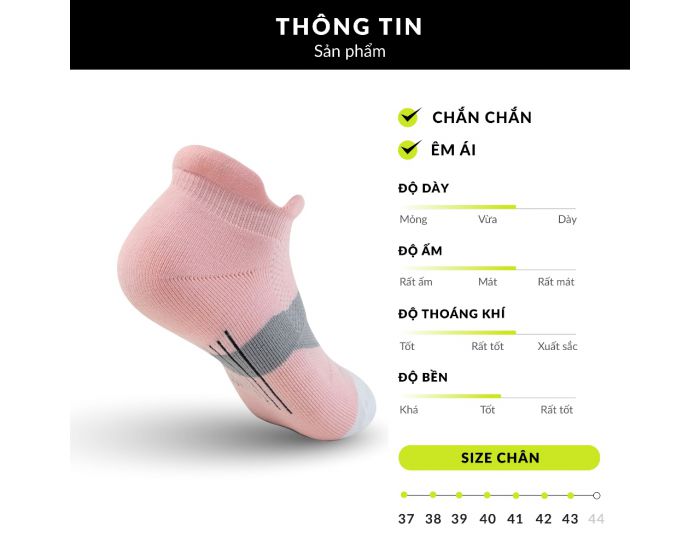 THÔNG TIN
Sản phẩm
CHẮN CHẮN
ÊM ÁI
ĐỘ DÀY
Mỏng Vừa Dày
ĐỘ ẤM
Rất ấm Mát Rất mát
ĐỘ THOÁNG KHÍ
Tốt Rất tốt Xuất sắc
ĐỘ BỀN
Khá Tốt Rất tốt
SIZE CHÂN
37 38 39 40 41 42 43 44